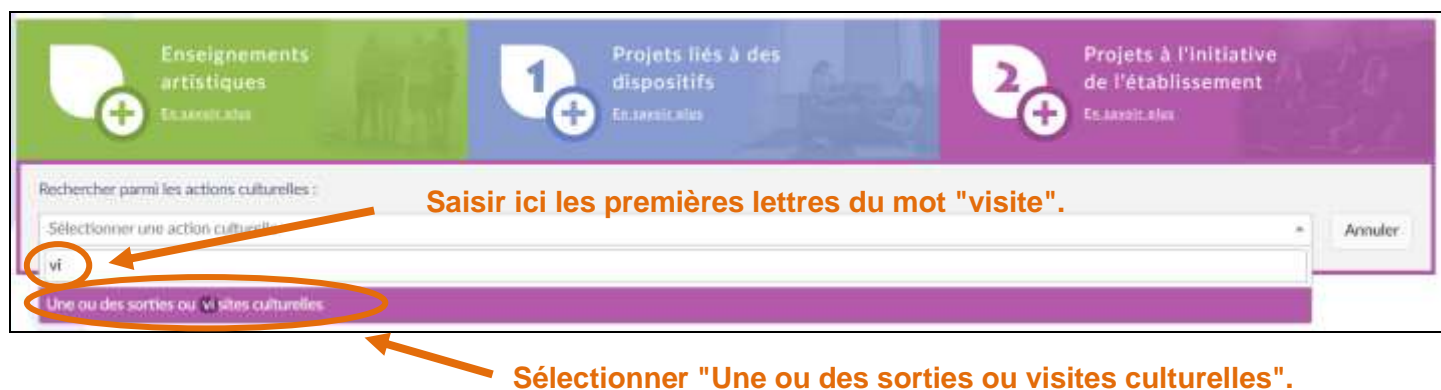 Enseignements
artistiques
En savoir plus
1
Projets liés à des
dispositifs
En savoir plus
2
Projets à l'initiative
de l'établissement
En savoir plus
Rechercher parmi les actions culturelles :
Saisir ici les premières lettres du mot "visite".
Sélectionner une action culturelle
Annuler
vi
Une ou des sorties ou visites culturelles
Sélectionner "Une ou des sorties ou visites culturelles".